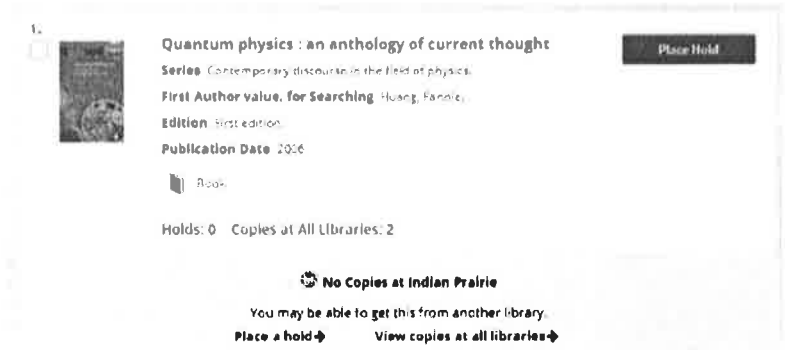 1.
Quantum physics : an anthology of current thought
Place Hold
Series Contemporary discourse in the field of physics.
First Author value, for Searching Huang, Fannie.
Edition First edition.
Publication Date 2006
Book
Holds: 0 Copies at All Libraries: 2
No Copies at Indian Prairie
You may be able to get this from another library.
Place a hold View copies at all libraries